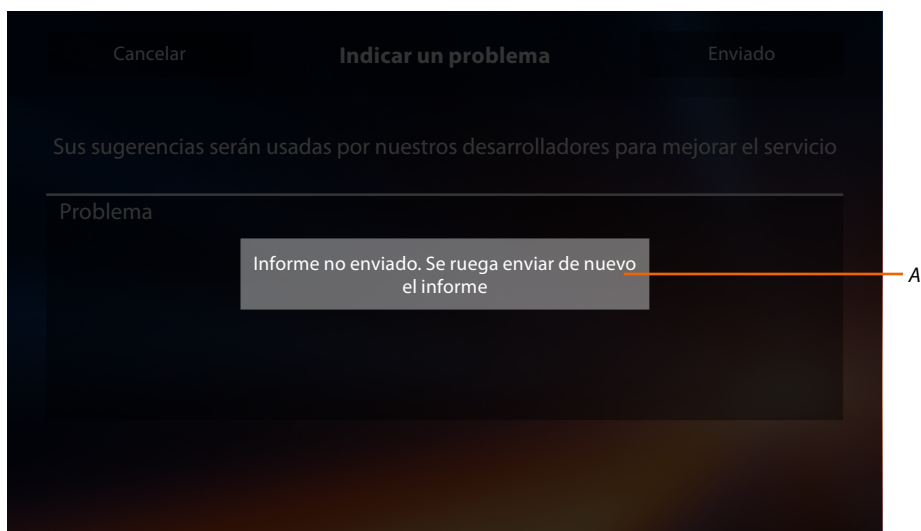 Cancelar Indicar un problema Enviado
Sus sugerencias serán usadas por nuestros desarrolladores para mejorar el servicio
Problema
Informe no enviado. Se ruega enviar de nuevo
el informe
A